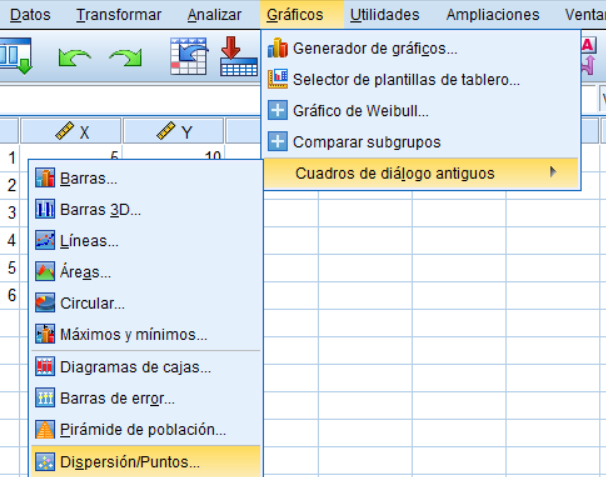 Datos Transformar Analizar Gráficos Utilidades Ampliaciones Venta
Generador de gráficos...
Selector de plantillas de tablero...
Gráfico de Weibull...
Comparar subgrupos
Cuadros de diálogo antiguos
X Y
1 5 10
2
3
4
5
6
Barras...
Barras 3D...
Líneas...
Áreas...
Circular...
Máximos y mínimos...
Diagramas de cajas...
Barras de error...
Pirámide de población...
Dispersión/Puntos...